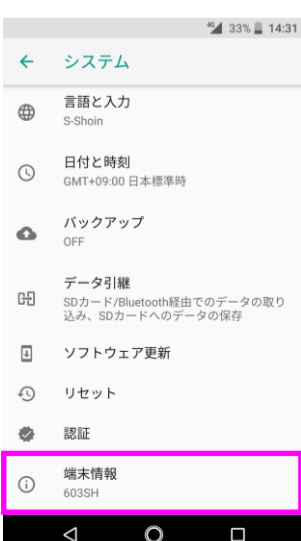 4G 33% 14:31
システム
言語と入力
S-Shoin
日付と時刻
GMT+09:00 日本標準時
バックアップ
OFF
データ引継
SDカード/Bluetooth経由でのデータの取り
込み、SDカードへのデータの保存
ソフトウェア更新
リセット
認証
端末情報
603SH